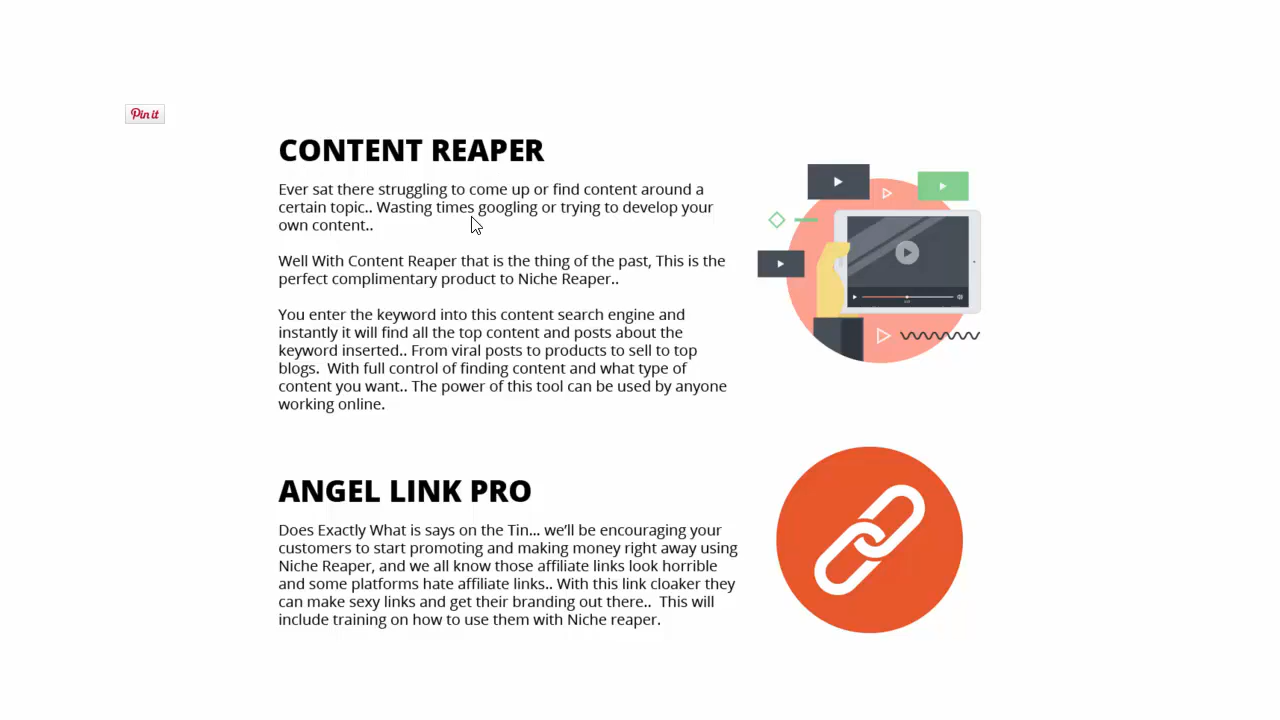 Pin it
CONTENT REAPER
Ever sat there struggling to come up or find content around a
certain topic.. Wasting times googling or trying to develop your
own content..
Well With Content Reaper that is the thing of the past, This is the
perfect complimentary product to Niche Reaper..
You enter the keyword into this content search engine and
instantly it will find all the top content and posts about the
keyword inserted.. From viral posts to products to sell to top
blogs.  With full control of finding content and what type of
content you want.. The power of this tool can be used by anyone
working online.
ANGEL LINK PRO
Does Exactly What is says on the Tin... we’ll be encouraging your
customers to start promoting and making money right away using
Niche Reaper, and we all know those affiliate links look horrible
and some platforms hate affiliate links.. With this link cloaker they
can make sexy links and get their branding out there..  This will
include training on how to use them with Niche reaper.